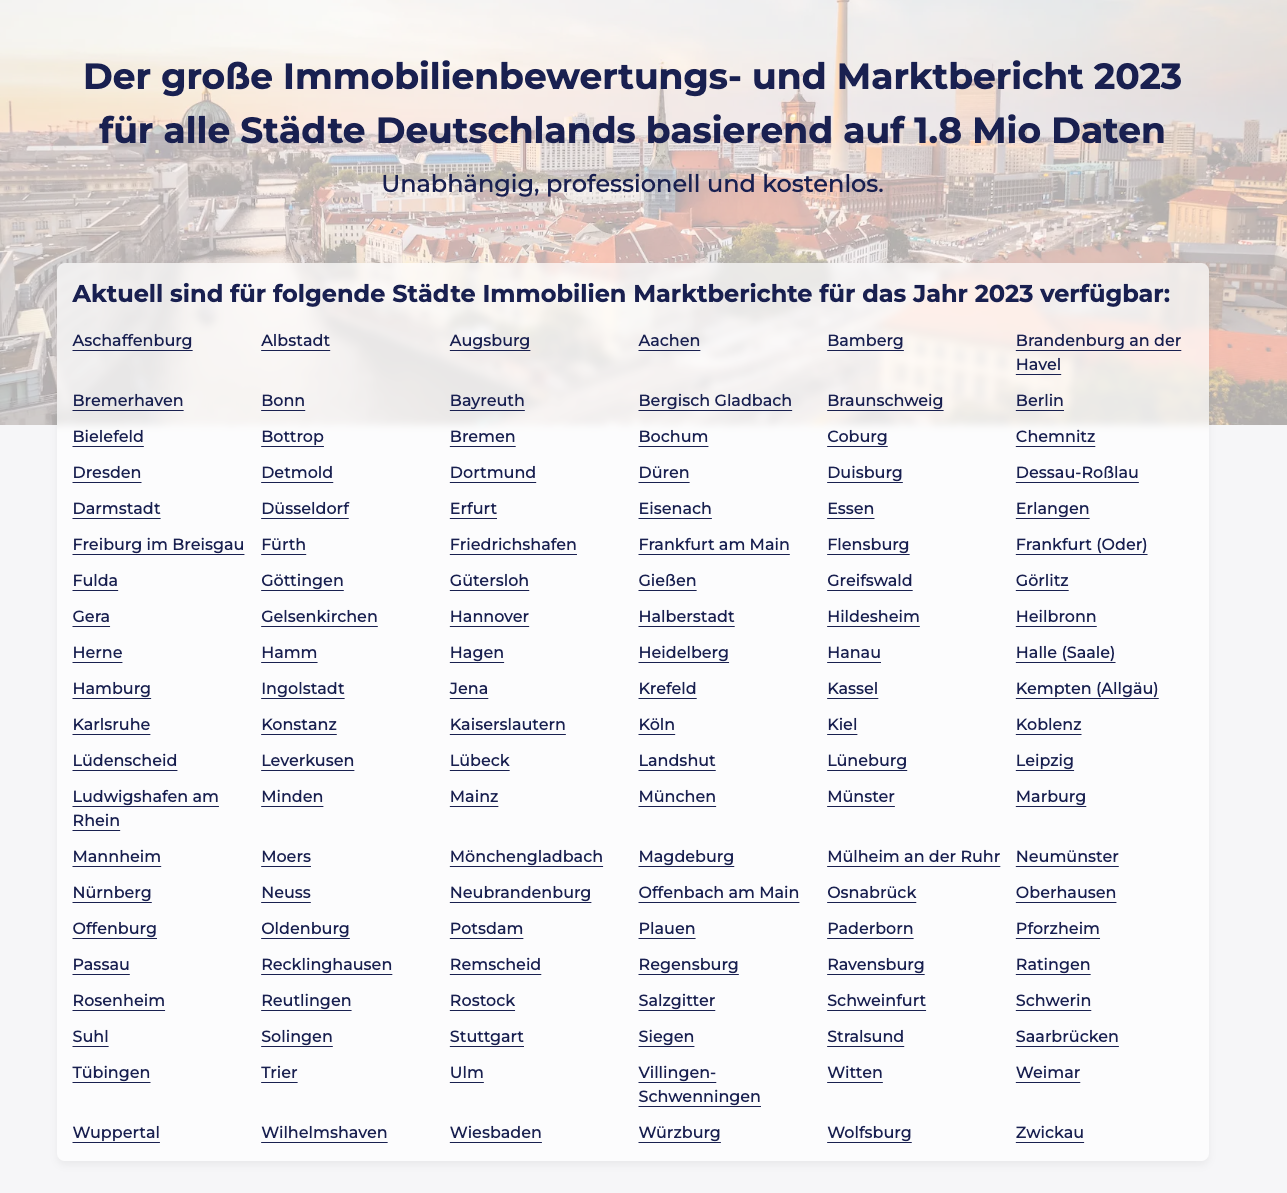 Der große Immobilienbewertungs- und Marktbericht 2023
für alle Städte Deutschlands basierend auf 1.8 Mio Daten
Unabhängig, professionell und kostenlos.
Aktuell sind für folgende Städte Immobilien Marktberichte für das Jahr 2023 verfügbar:
Aschaffenburg Albstadt Augsburg Aachen Bamberg Brandenburg an der
Havel
Bremerhaven Bonn Bayreuth Bergisch Gladbach Braunschweig Berlin
Bielefeld Bottrop Bremen Bochum Coburg Chemnitz
Dresden Detmold Dortmund Düren Duisburg Dessau-Roßlau
Darmstadt Düsseldorf Erfurt Eisenach Essen Erlangen
Freiburg im Breisgau Fürth Friedrichshafen Frankfurt am Main Flensburg Frankfurt (Oder)
Fulda Göttingen Gütersloh Gießen Greifswald Görlitz
Gera Gelsenkirchen Hannover Halberstadt Hildesheim Heilbronn
Herne Hamm Hagen Heidelberg Hanau Halle (Saale)
Hamburg Ingolstadt Jena Krefeld Kassel Kempten (Allgäu)
Karlsruhe Konstanz Kaiserslautern Köln Kiel Koblenz
Lüdenscheid Leverkusen Lübeck Landshut Lüneburg Leipzig
Ludwigshafen am Minden Mainz München Münster Marburg
Rhein
Mannheim Moers Mönchengladbach Magdeburg Mülheim an der Ruhr Neumünster
Nürnberg Neuss Neubrandenburg Offenbach am Main Osnabrück Oberhausen
Offenburg Oldenburg Potsdam Plauen Paderborn Pforzheim
Passau Recklinghausen Remscheid Regensburg Ravensburg Ratingen
Rosenheim Reutlingen Rostock Salzgitter Schweinfurt Schwerin
Suhl Solingen Stuttgart Siegen Stralsund Saarbrücken
Tübingen Trier Ulm Villingen- Witten Weimar
Schwenningen
Wuppertal Wilhelmshaven Wiesbaden Würzburg Wolfsburg Zwickau